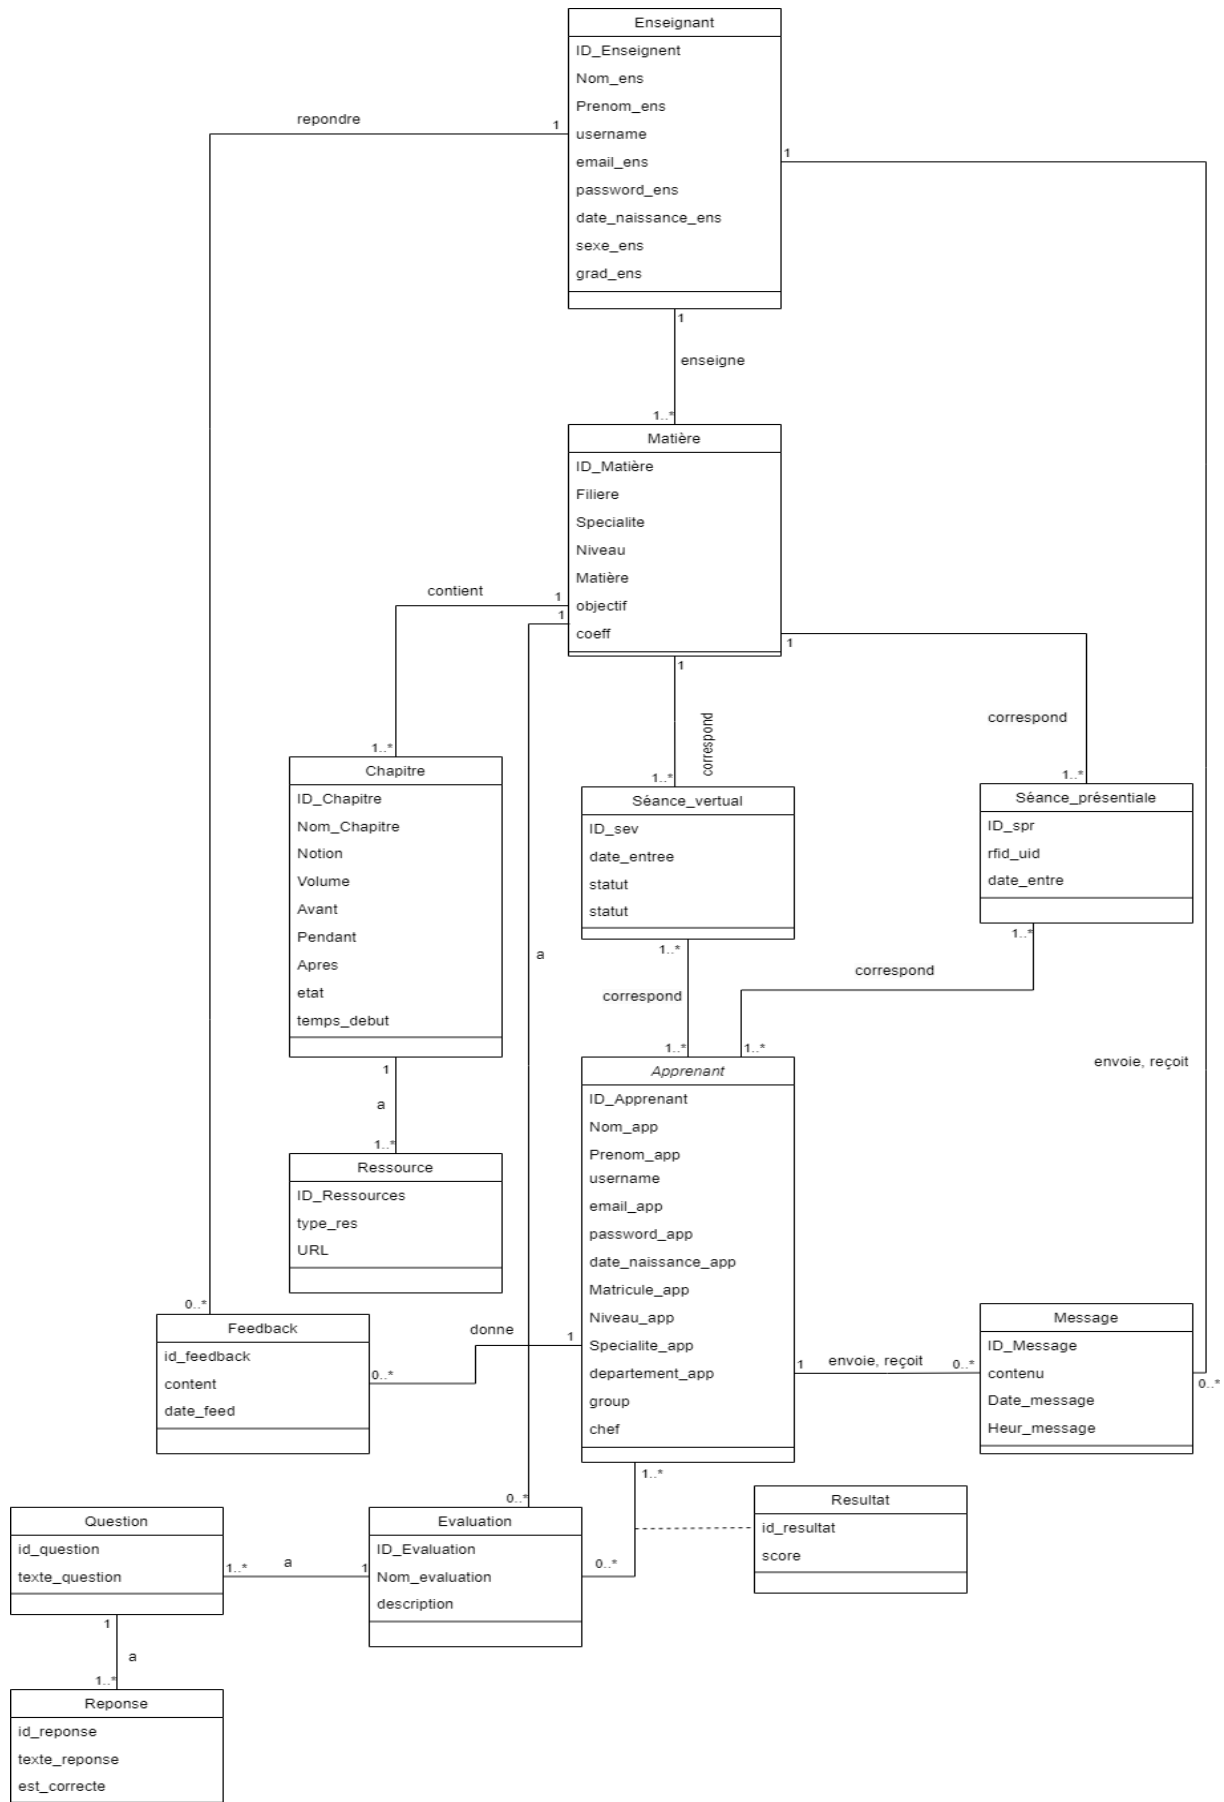 Enseignant
ID_Enseignent
Nom_ens
Prenom_ens
username
email_ens
password_ens
date_naissance_ens
sexe_ens
grad_ens
repondre
1
1
1
enseigne
1..*
Matière
ID_Matière
Filiere
Specialite
Niveau
Matière
objectif
coeff
contient
1
1
1
1
correspond
correspond
1..*
1..*
1..*
Chapitre
ID_Chapitre
Nom_Chapitre
Notion
Volume
Avant
Pendant
Apres
etat
temps_debut
Séance_vertual
ID_sev
date_entree
statut
statut
Séance_présentiale
ID_spr
rfid_uid
date_entre
1..*
1..*
a
correspond
correspond
1..*
1..*
1
a
1..*
envoie, reçoit
Apprenant
ID_Apprenant
Nom_app
Prenom_app
username
email_app
password_app
date_naissance_app
Matricule_app
Niveau_app
Specialite_app
departement_app
group
chef
Ressource
ID_Ressources
type_res
URL
0..*
Feedback
id_feedback
content
date_feed
donne
1
0..*
1
envoie, reçoit
0..*
Message
ID_Message
contenu
Date_message
Heur_message
0..*
1..*
0..*
Resultat
id_resultat
score
Question
id_question
texte_question
1..*
a
1
Evaluation
ID_Evaluation
Nom_evaluation
description
0..*
1
a
1..*
Reponse
id_reponse
texte_reponse
est_correcte